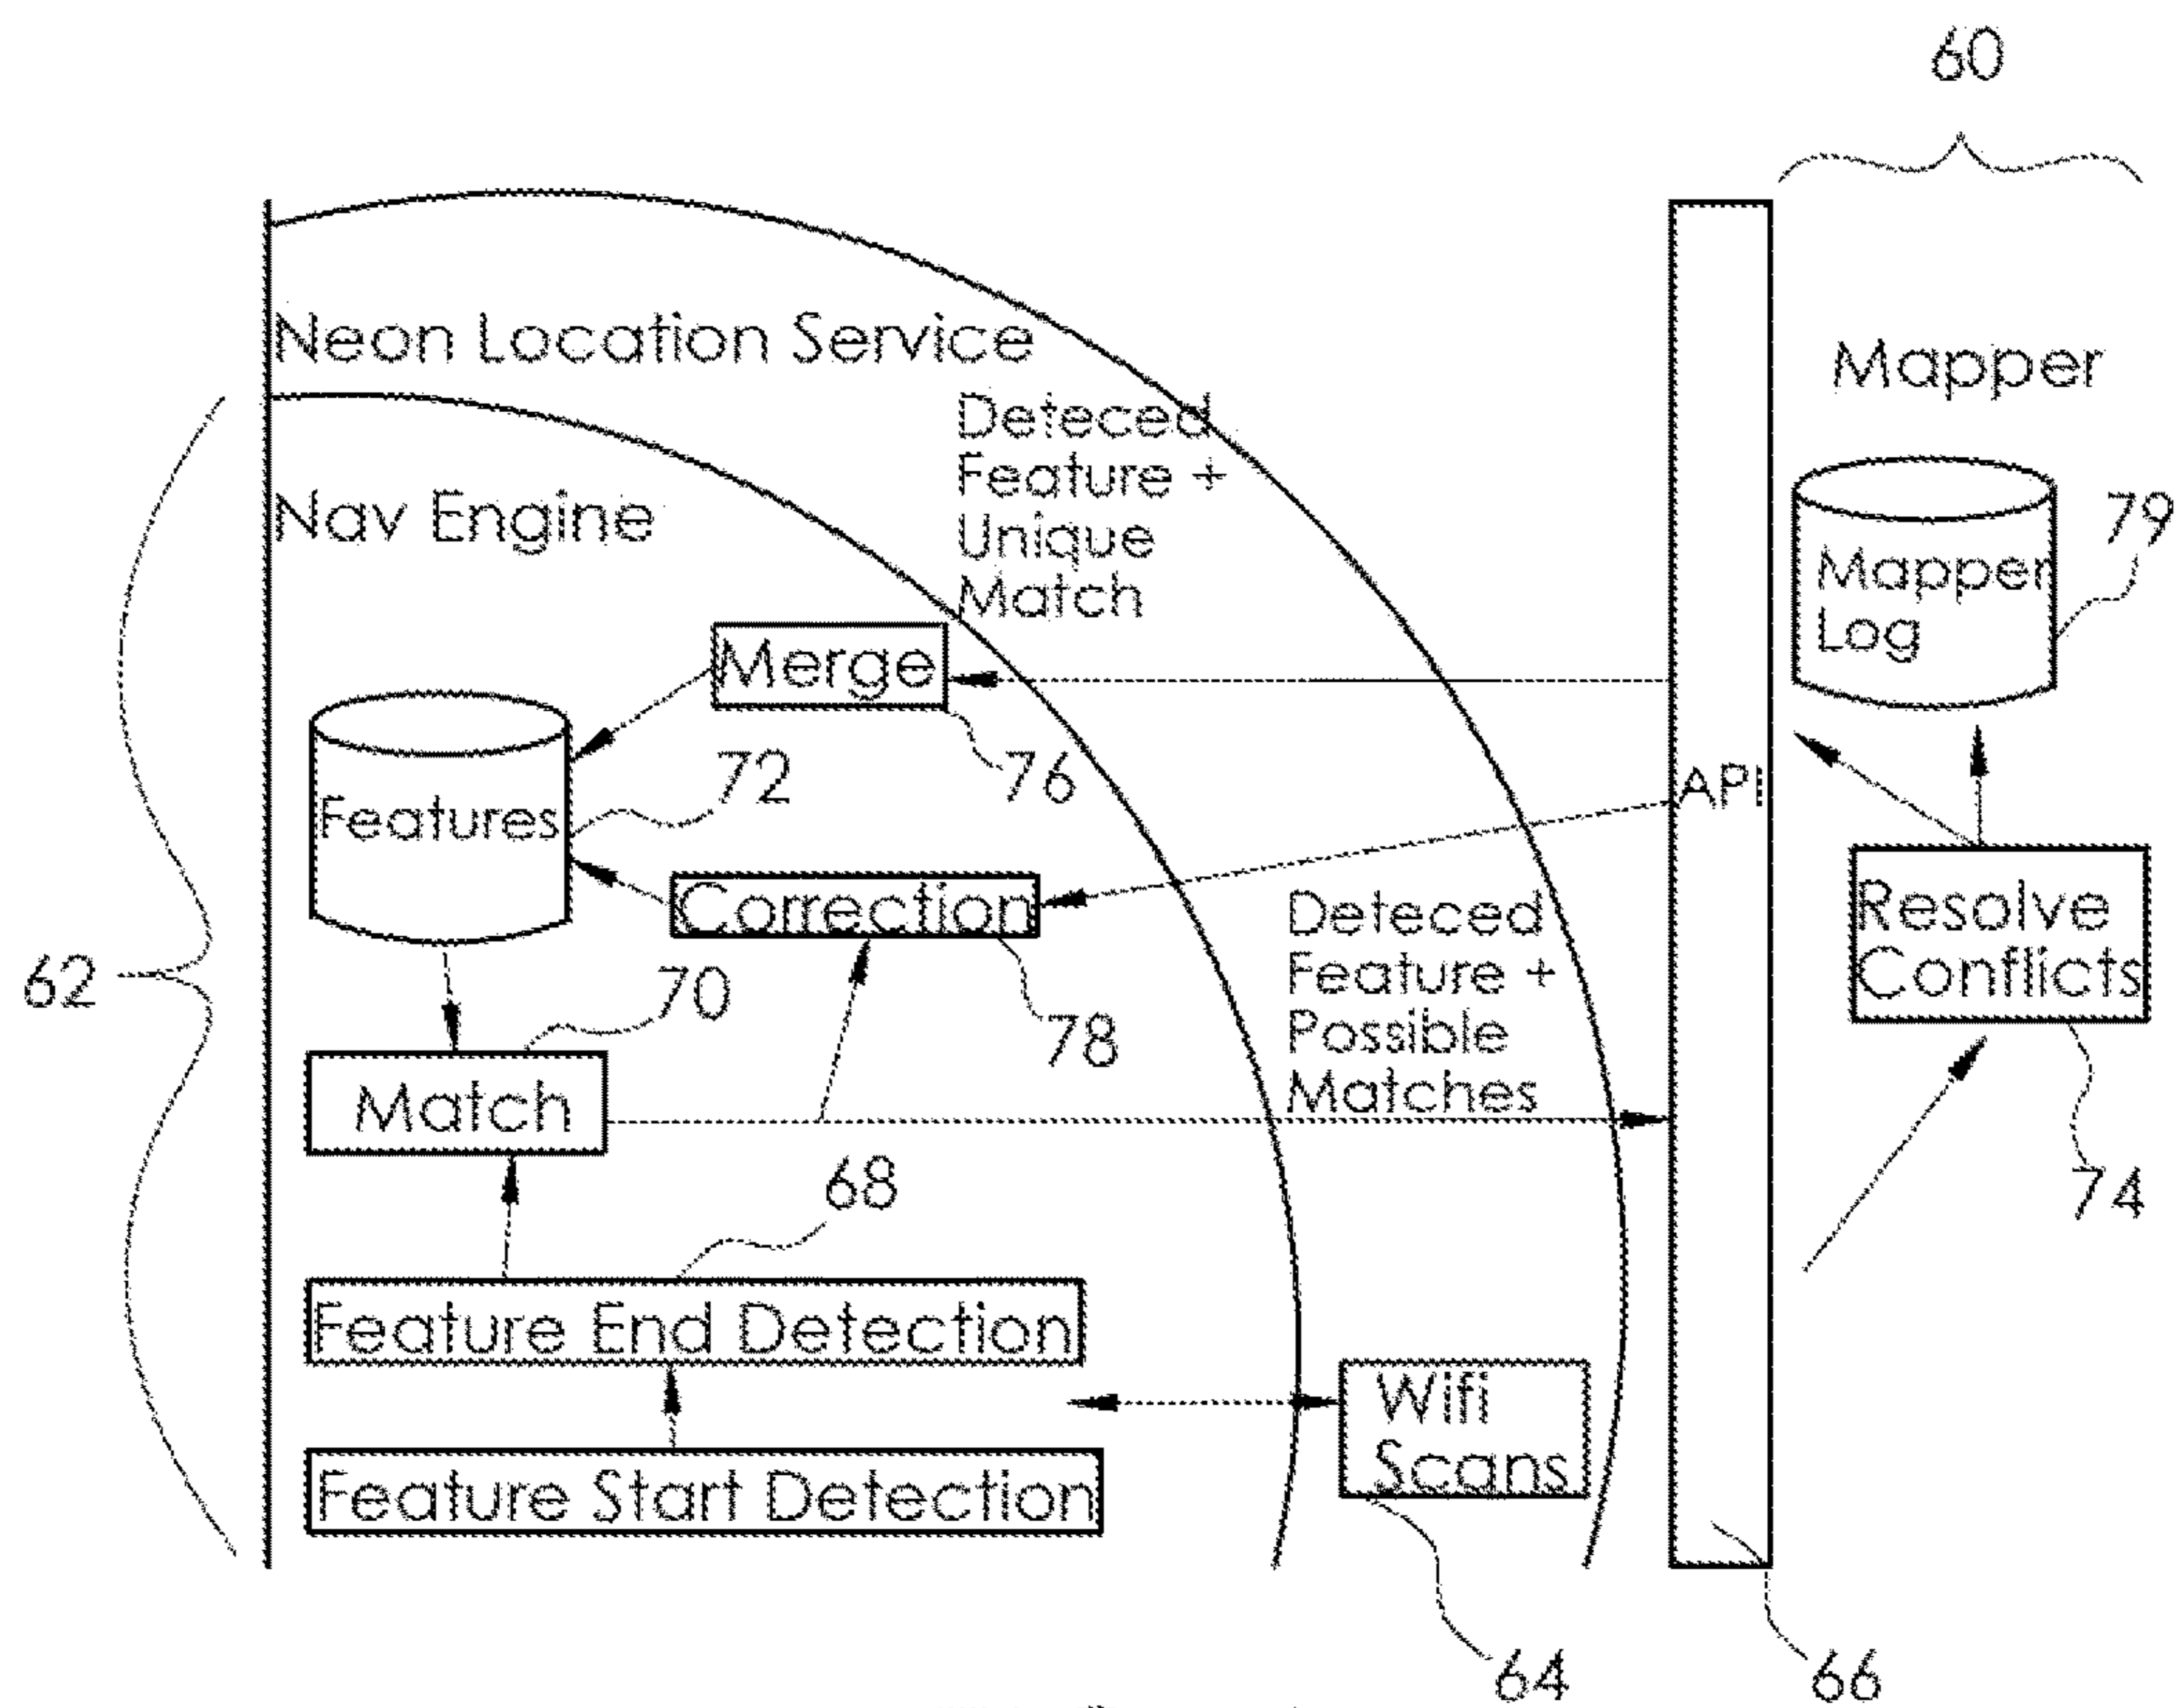 60
Neon Location Service
Mapper
Deteced
Feature +
Unique
Match
Nav Engine
79
Mapper
Log
Merge
72
76
API
Features
Correction
Deteced
Feature +
Possible
Matches
Resolve
Conflicts
62
70
78
Match
68
74
Feature End Detection
Wifi
Scans
Feature Start Detection
64
66